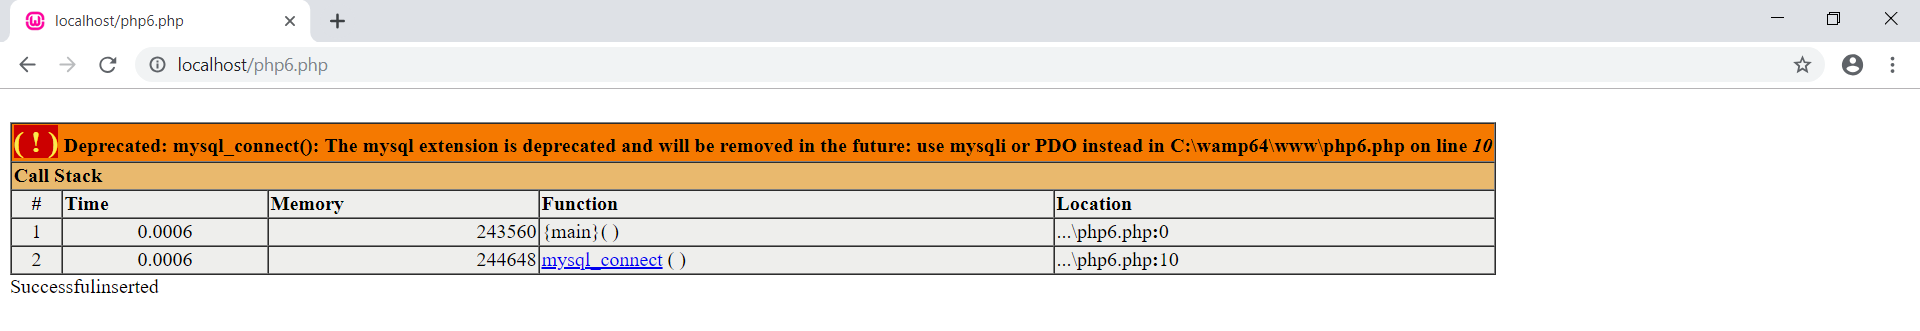 localhost/php6.php
localhost/php6.php
( ! ) Deprecated: mysql_connect(): The mysql extension is deprecated and will be removed in the future: use mysqli or PDO instead in C:\wamp64\www\php6.php on line 10
Call Stack
# Time Memory Function Location
1 0.0006 243560 {main}( ) ...\php6.php:0
2 0.0006 244648 mysql_connect ( ) ...\php6.php:10
Successfulinserted